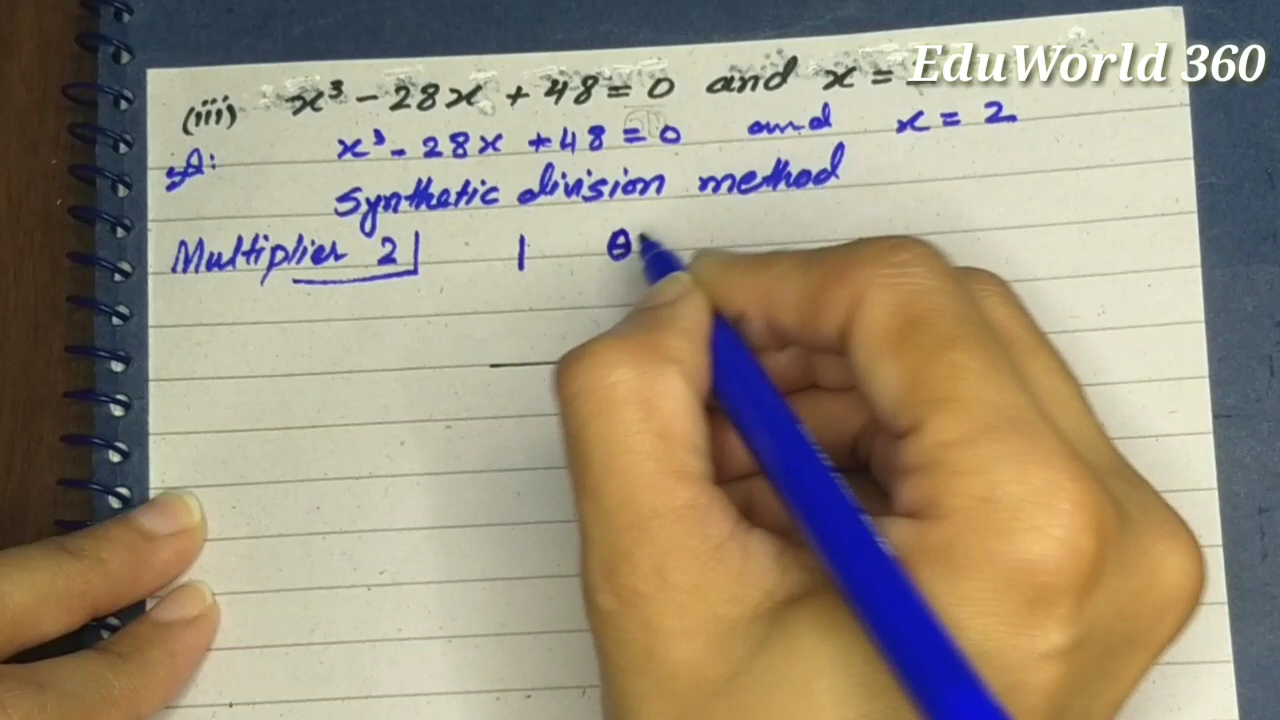 EduWorld 360
(iii) x³ - 28x + 48 = 0 and x =
x³ - 28x + 48 = 0 and x = 2
Sol: Synthetic division method
Multiplier 2 1 0